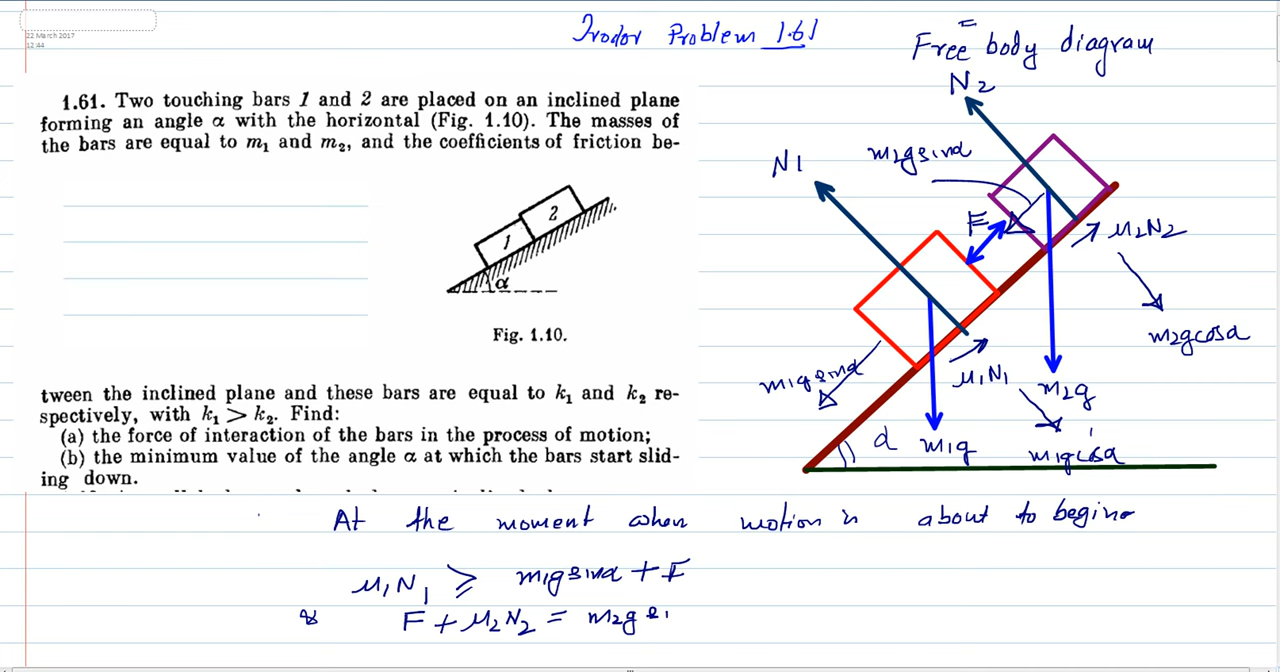 22 March 2017
12:44
Irodov Problem 1.61
Free body diagram
1.61. Two touching bars 1 and 2 are placed on an inclined plane
forming an angle α with the horizontal (Fig. 1.10). The masses of
the bars are equal to m₁ and m₂, and the coefficients of friction be-
1
2
α
Fig. 1.10.
tween the inclined plane and these bars are equal to k₁ and k₂ re-
spectively, with k₁ > k₂. Find:
(a) the force of interaction of the bars in the process of motion;
(b) the minimum value of the angle α at which the bars start slid-
ing down.
N2
N1
m2gsinα
F
μ2N2
m2gcosα
m1gsinα
μ1N1
m2g
α
m1g
m1gcosα
At the moment when motion is about to begin
μ1N1 ≥ m1gsinα + F
& F + μ2N2 = m2g si